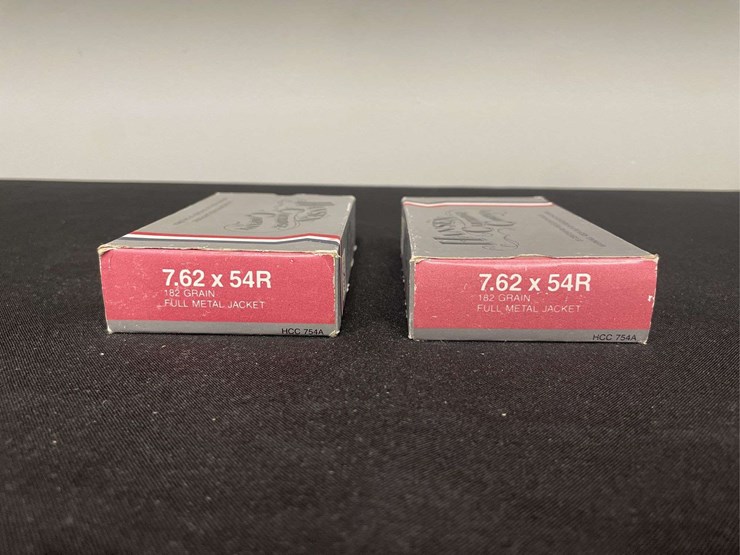 7.62 x 54R
182 GRAIN
FULL METAL JACKET
HCC 754A
7.62 x 54R
182 GRAIN
FULL METAL JACKET
HCC 754A